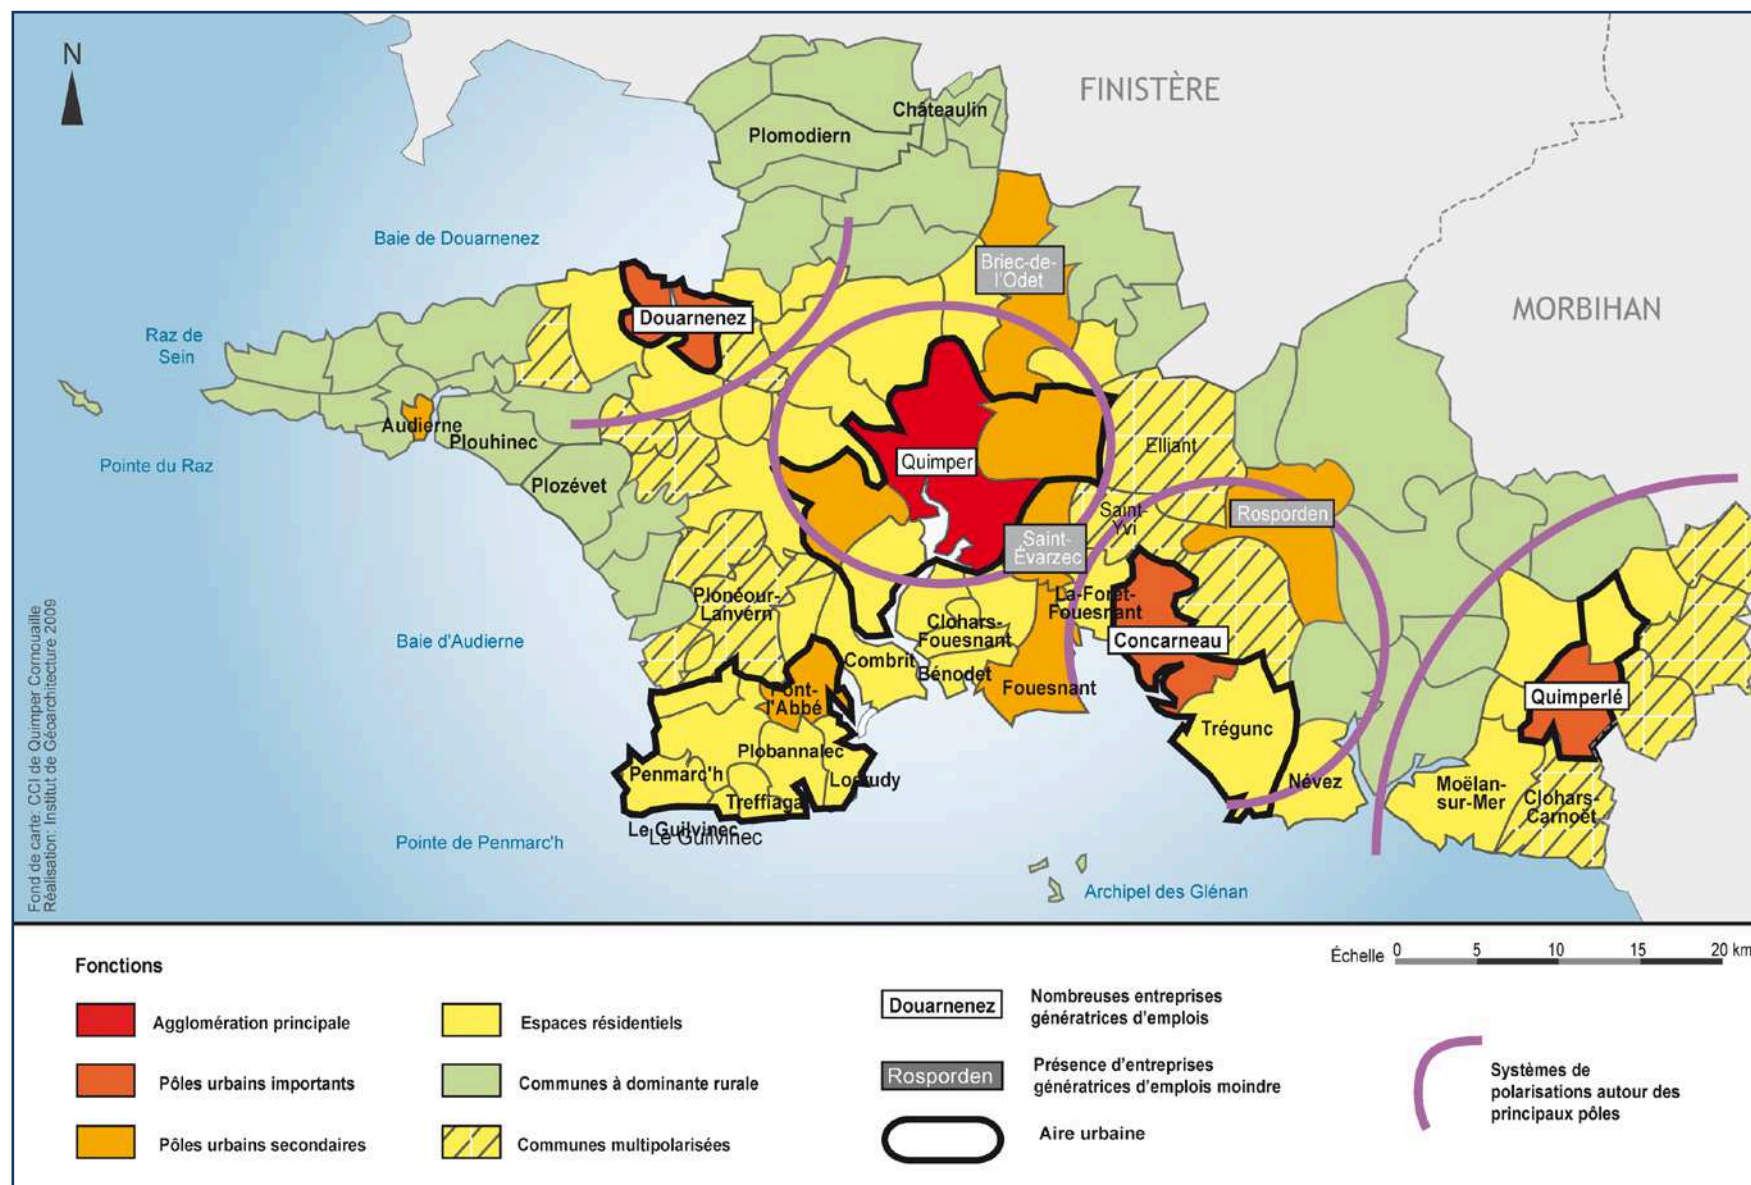 N
FINISTÈRE
MORBIHAN
Châteaulin
Plomodiern
Baie de Douarnenez
Briec-de-
l'Odet
Douarnenez
Raz de
Sein
Audierne
Plouhinec
Pointe du Raz
Plozévet
Quimper
Elliant
Saint-
Yvi
Rosporden
Saint-
Évarzec
Plonéour-
Lanvern
La-Forêt-
Fouesnant
Clohars-
Fouesnant
Concarneau
Baie d'Audierne
Combrit
Bénodet
Fouesnant
Pont-
l'Abbé
Quimperlé
Trégunc
Plobannalec
Penmarc'h
Loctudy
Treffiagat
Névez
Moëlan-
sur-Mer
Clohars-
Carnoët
Le Guilvinec
Le Guilvinec
Pointe de Penmarc'h
Archipel des Glénan
Fond de carte: CCI de Quimper Cornouaille
Réalisation: Institut de Géoarchitecture 2009
Échelle 0 5 10 15 20 km
Fonctions
Agglomération principale
Pôles urbains importants
Pôles urbains secondaires
Espaces résidentiels
Communes à dominante rurale
Communes multipolarisées
Douarnenez
Nombreuses entreprises
génératrices d'emplois
Rosporden
Présence d'entreprises
génératrices d'emplois moindre
Aire urbaine
Systèmes de
polarisations autour des
principaux pôles